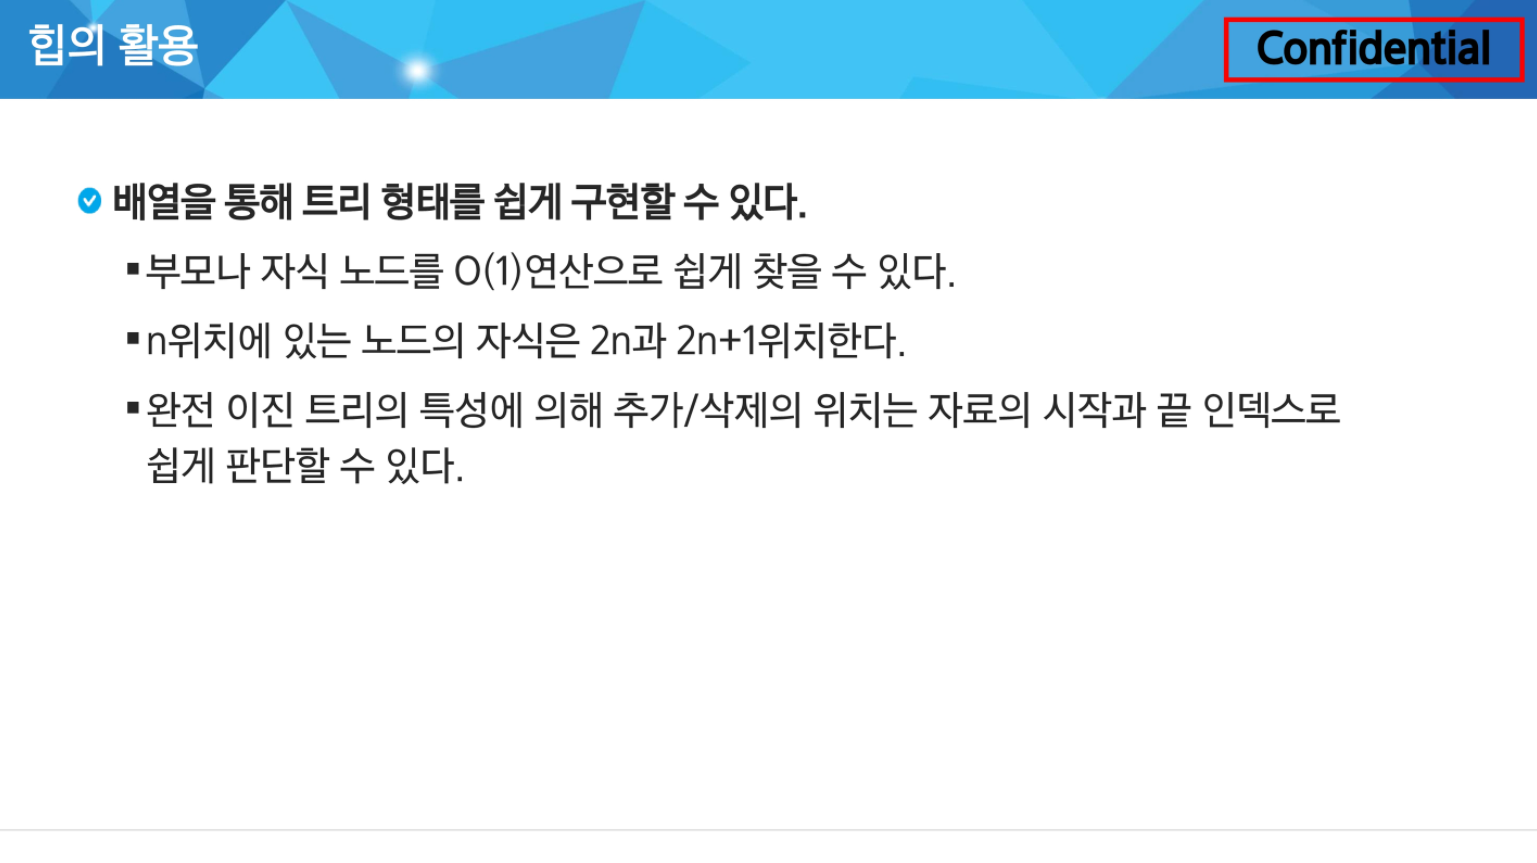 힙의 활용
Confidential
배열을 통해 트리 형태를 쉽게 구현할 수 있다.
▪부모나 자식 노드를 O(1)연산으로 쉽게 찾을 수 있다.
▪n위치에 있는 노드의 자식은 2n과 2n+1위치한다.
▪완전 이진 트리의 특성에 의해 추가/삭제의 위치는 자료의 시작과 끝 인덱스로
쉽게 판단할 수 있다.